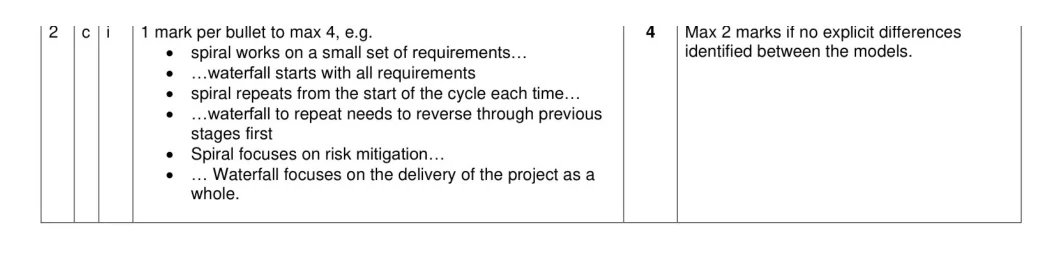 2 c i 1 mark per bullet to max 4, e.g. 4 Max 2 marks if no explicit differences
• spiral works on a small set of requirements… identified between the models.
• …waterfall starts with all requirements
• spiral repeats from the start of the cycle each time…
• …waterfall to repeat needs to reverse through previous
stages first
• Spiral focuses on risk mitigation…
• … Waterfall focuses on the delivery of the project as a
whole.